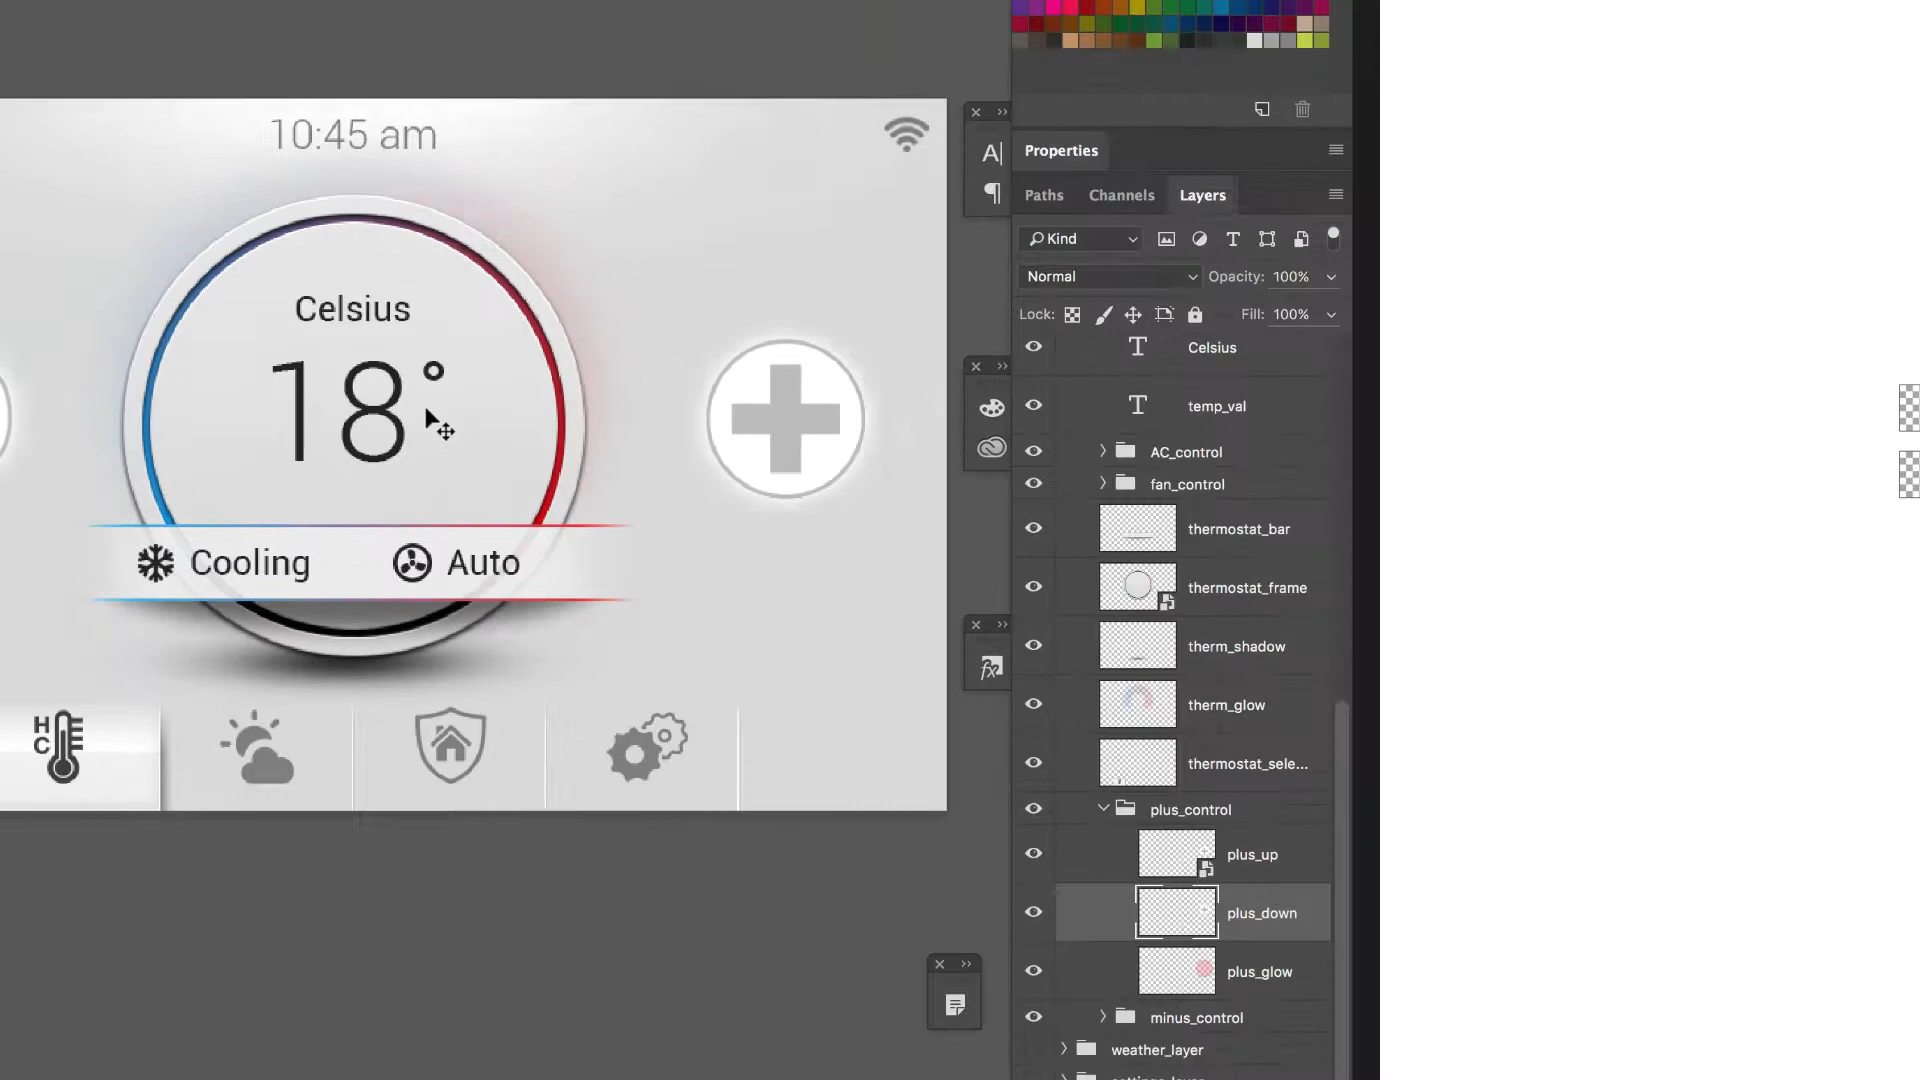 10:45 am
Celsius
18°
Cooling
Auto
H
C
A
¶
fx
Properties
Paths
Channels
Layers
Kind
T
Normal
Opacity: 100%
Lock:
Fill: 100%
T
Celsius
T
temp_val
AC_control
fan_control
thermostat_bar
thermostat_frame
therm_shadow
therm_glow
thermostat_sele...
plus_control
plus_up
plus_down
plus_glow
minus_control
weather_layer